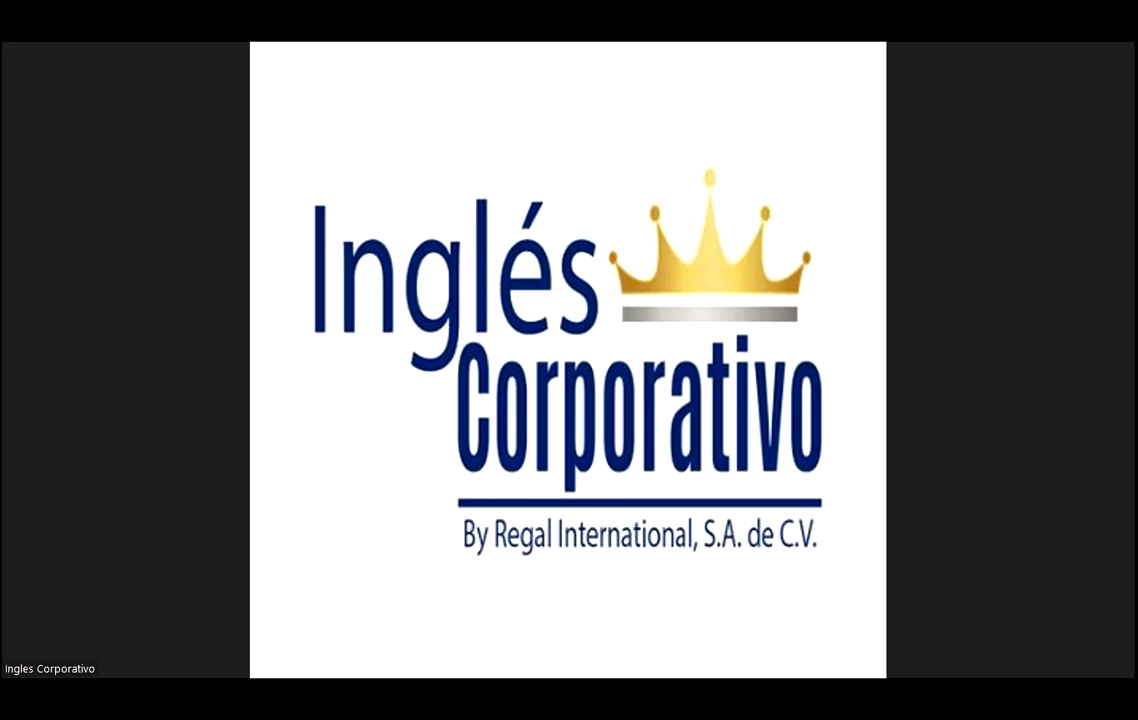 Inglés
Corporativo
By Regal International, S.A. de C.V.
Ingles Corporativo